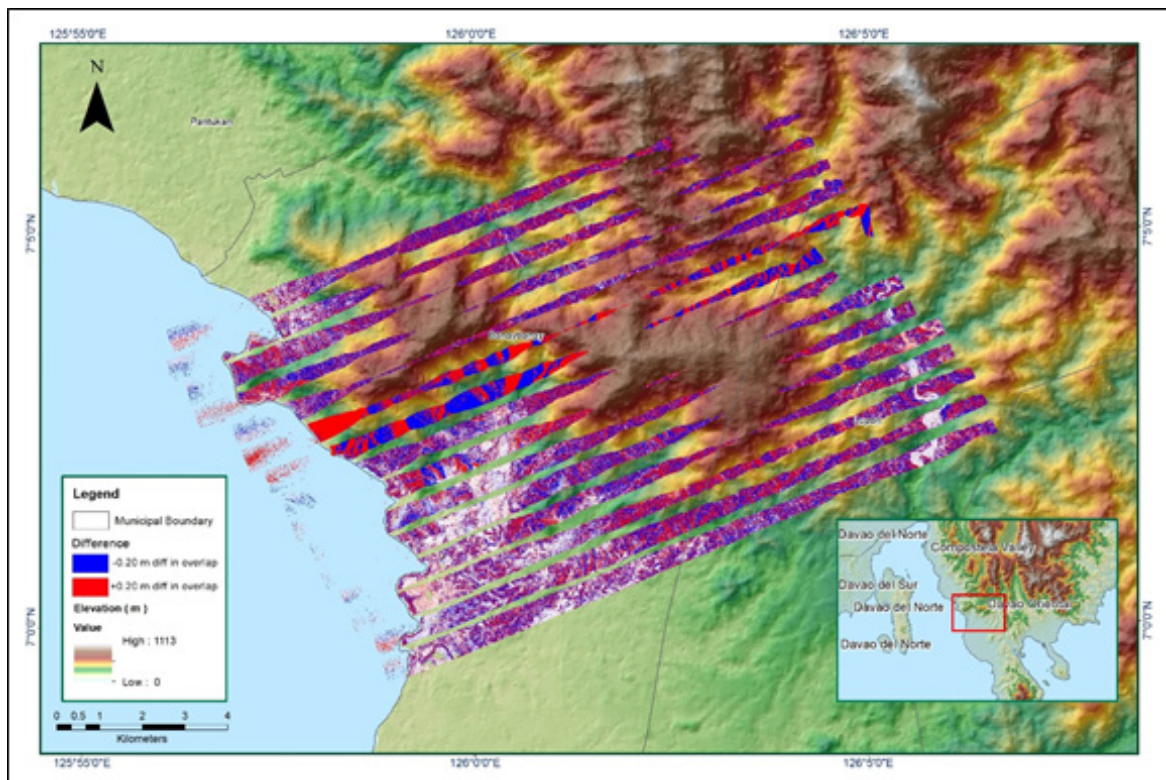 125°55'0"E
126°0'0"E
126°5'0"E
N
Pantukan
7°5'0"N
7°5'0"N
Legend
Municipal Boundary
Difference
-0.20 m diff in overlap
+0.20 m diff in overlap
Elevation ( m )
Value
High : 1113
Low : 0
0 0.5 1 2 3 4
Kilometers
Davao del Norte
Compostela Valley
Davao del Sur
Davao del Norte
Davao Oriental
Davao del Norte
7°0'0"N
7°0'0"N
125°55'0"E
126°0'0"E
126°5'0"E